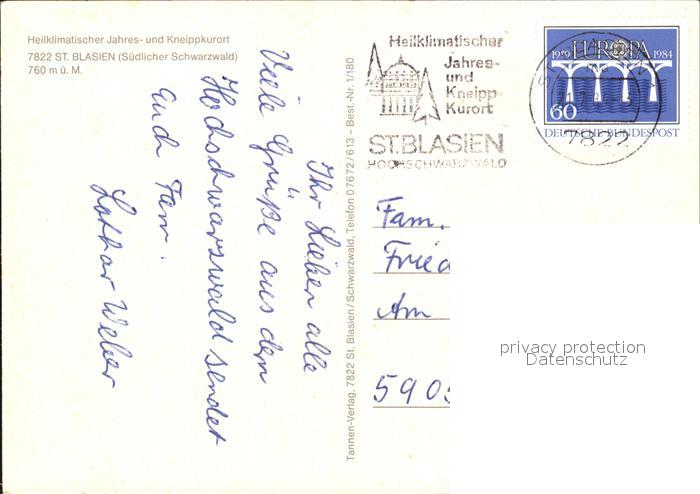 Heilklimatischer Jahres- und Kneippkurort
7822 ST. BLASIEN (Südlicher Schwarzwald)
760 m ü. M.
Ihr Lieben alle
Viele Grüße aus dem
Hochschwarzwald sendet
Euch Fam.
Lothar Weber
Tannen-Verlag, 7822 St. Blasien/Schwarzwald, Telefon 07672/613 – Best.-Nr. 1/180
Heilklimatischer
Jahres-
und
Kneipp-
Kurort
ST.BLASIEN
HOCHSCHWARZWALD
1959 EUROPA 1984
60
DEUTSCHE BUNDESPOST
7822
Fam.
Fried
Am
5905
privacy protection
Datenschutz